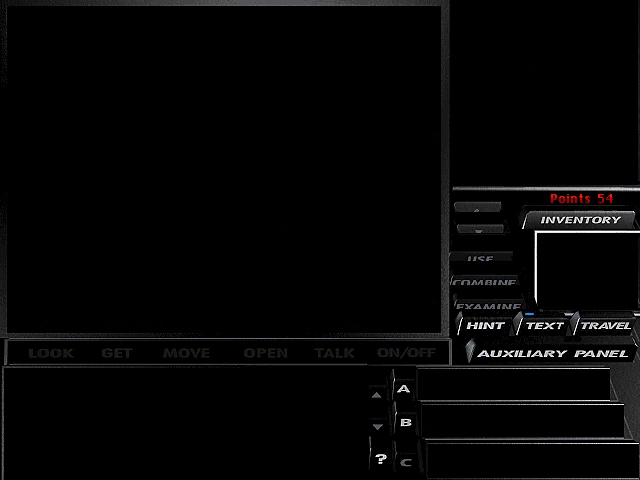 Points 54
INVENTORY
USE
COMBINE
EXAMINE
HINT TEXT TRAVEL
LOOK GET MOVE OPEN TALK ON/OFF
AUXILIARY PANEL
A
B
? C